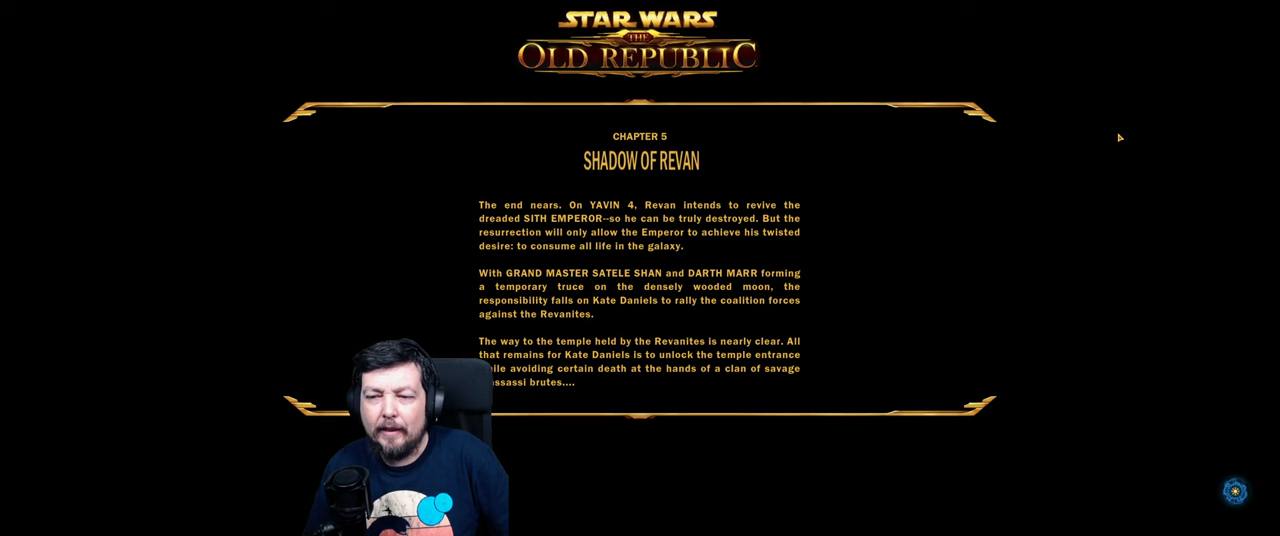 STAR WARS
THE
OLD REPUBLIC
CHAPTER 5
SHADOW OF REVAN
The end nears. On YAVIN 4, Revan intends to revive the
dreaded SITH EMPEROR--so he can be truly destroyed. But the
resurrection will only allow the Emperor to achieve his twisted
desire: to consume all life in the galaxy.
With GRAND MASTER SATELE SHAN and DARTH MARR forming
a temporary truce on the densely wooded moon, the
responsibility falls on Kate Daniels to rally the coalition forces
against the Revanites.
The way to the temple held by the Revanites is nearly clear. All
that remains for Kate Daniels is to unlock the temple entrance
avoiding certain death at the hands of a clan of savage
brutes....